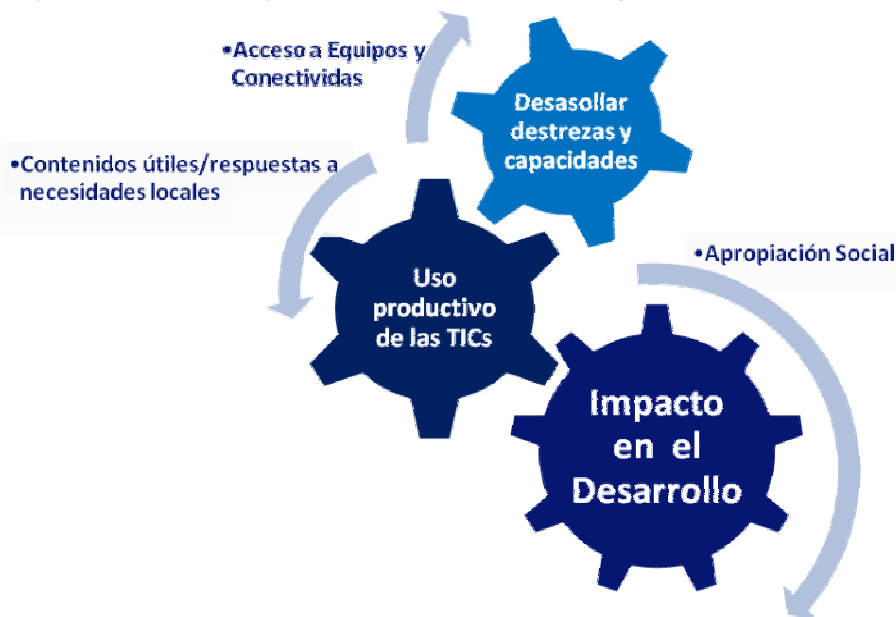 •Acceso a Equipos y
Conectividas
Desasollar
destrezas y
capacidades
•Contenidos útiles/respuestas a
necesidades locales
Uso
productivo
de las TICs
•Apropiación Social
Impacto
en el
Desarrollo